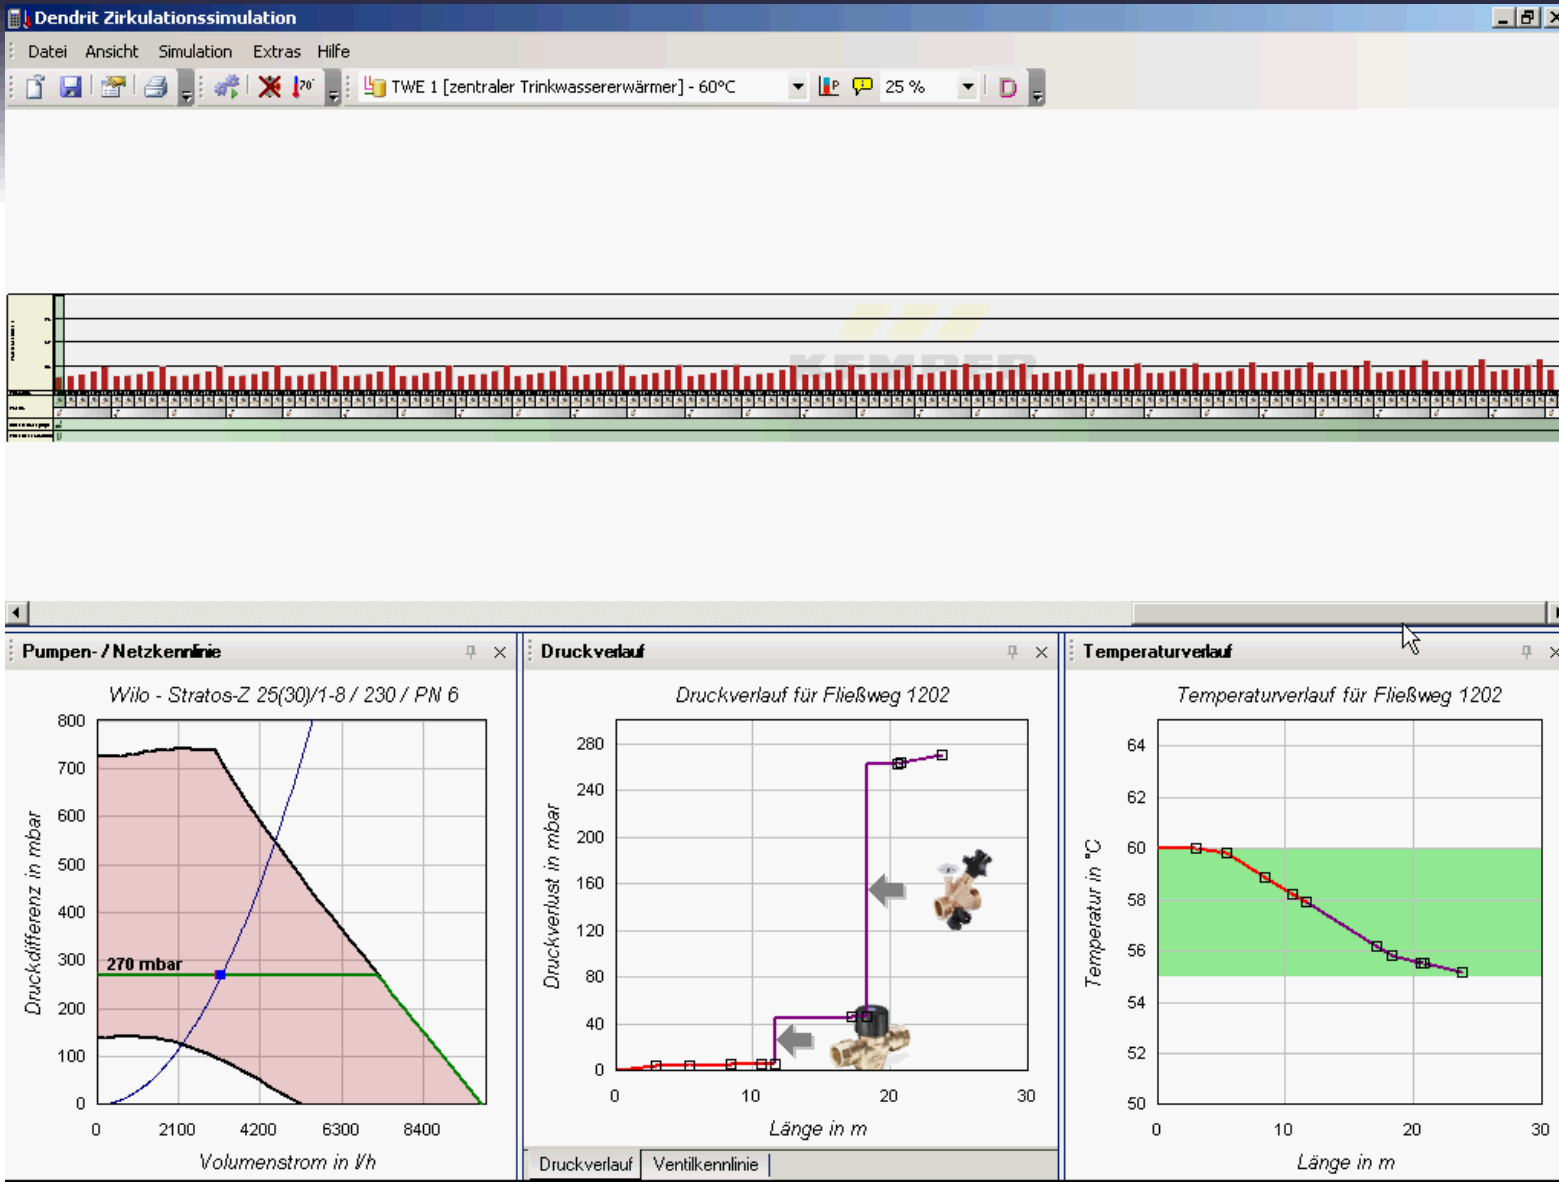 Dendrit Zirkulationssimulation
Datei Ansicht Simulation Extras Hilfe
70° TWE 1 [zentraler Trinkwassererwärmer] - 60°C P 25 % D
KEMPER
Pumpen- / Netzkennlinie
Wilo - Stratos-Z 25(30)/1-8 / 230 / PN 6
800
700
600
500
400
300
200
100
0
Druckdifferenz in mbar
270 mbar
0 2100 4200 6300 8400
Volumenstrom in l/h
Druckverlauf
Druckverlauf für Fließweg 1202
280
240
200
160
120
80
40
0
Druckverlust in mbar
0 10 20 30
Länge in m
Druckverlauf Ventilkennlinie
Temperaturverlauf
Temperaturverlauf für Fließweg 1202
64
62
60
58
56
54
52
50
Temperatur in °C
0 10 20 30
Länge in m